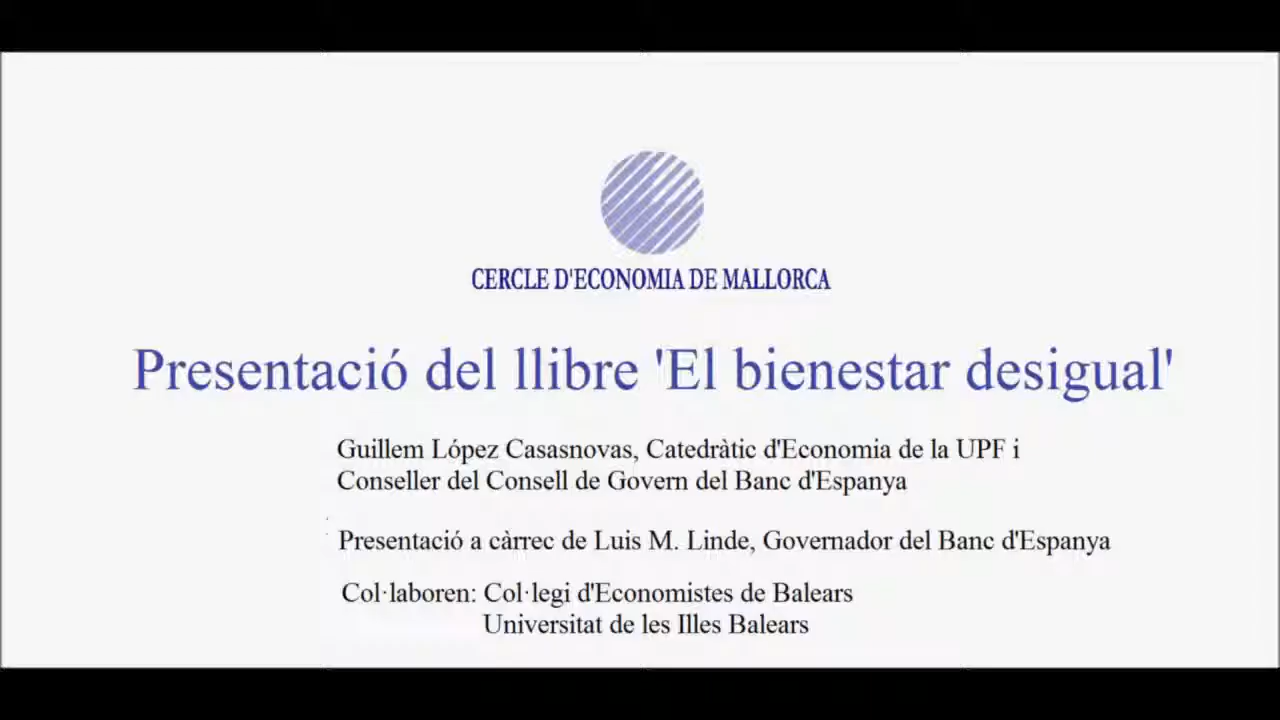 CERCLE D'ECONOMIA DE MALLORCA
Presentació del llibre 'El bienestar desigual'
Guillem López Casasnovas, Catedràtic d'Economia de la UPF i
Conseller del Consell de Govern del Banc d'Espanya
Presentació a càrrec de Luis M. Linde, Governador del Banc d'Espanya
Col·laboren: Col·legi d'Economistes de Balears
Universitat de les Illes Balears